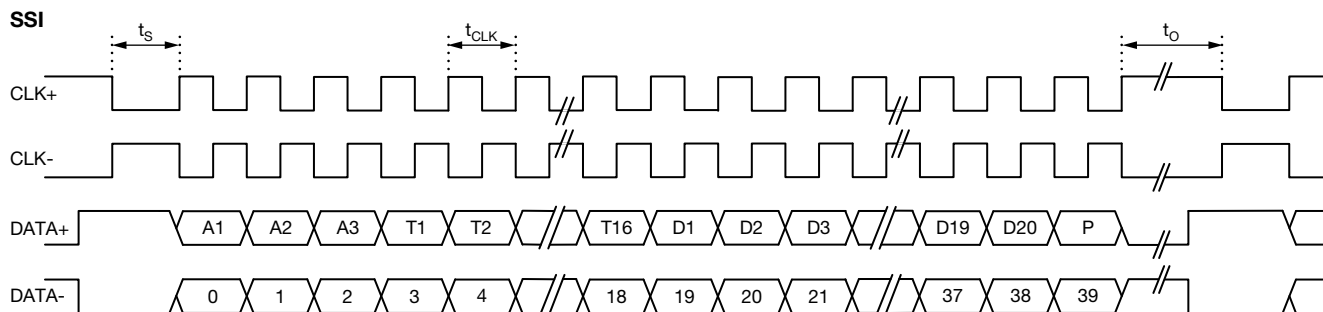 SSI
tS tCLK tO
CLK+
CLK-
DATA+ A1 A2 A3 T1 T2 T16 D1 D2 D3 D19 D20 P
DATA- 0 1 2 3 4 18 19 20 21 37 38 39